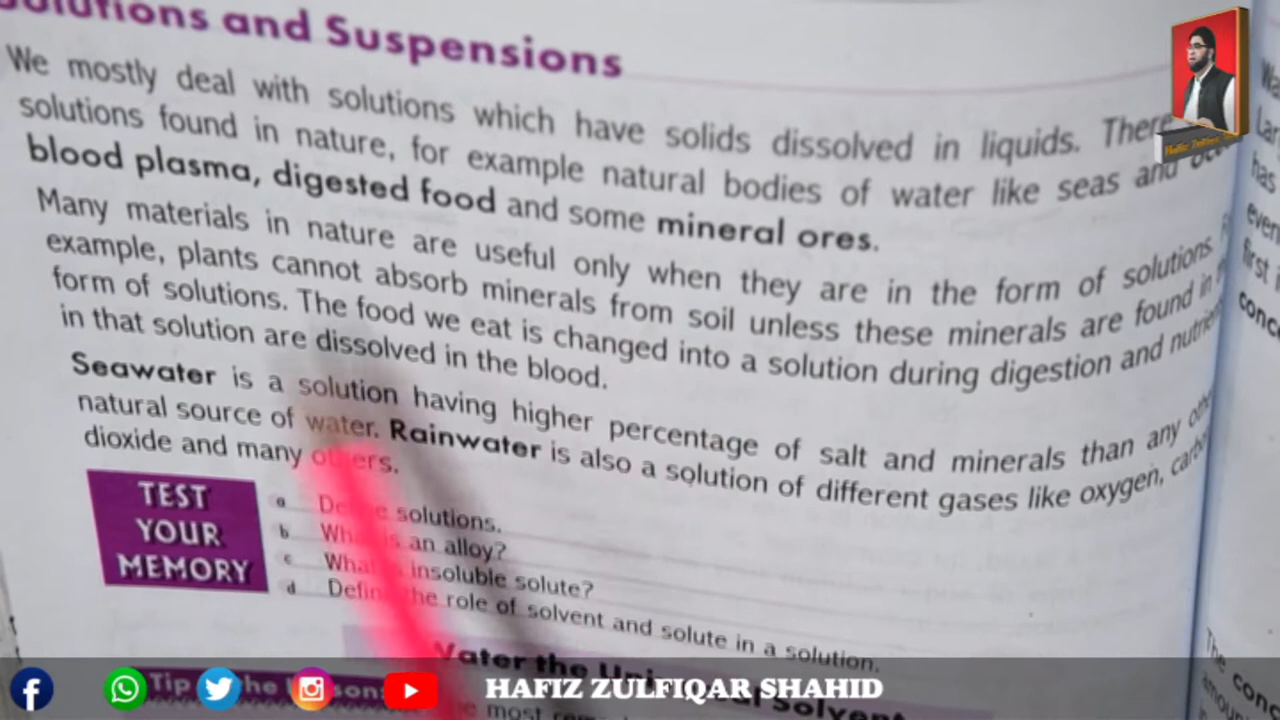 Solutions and Suspensions
We mostly deal with solutions which have solids dissolved in liquids. There
solutions found in nature, for example natural bodies of water like seas and
blood plasma, digested food and some mineral ores.
Many materials in nature are useful only when they are in the form of solutions.
example, plants cannot absorb minerals from soil unless these minerals are found in
form of solutions. The food we eat is changed into a solution during digestion and
in that solution are dissolved in the blood.
Seawater is a solution having higher percentage of salt and minerals than any
natural source of water. Rainwater is also a solution of different gases like oxygen,
dioxide and many others.
TEST
YOUR
MEMORY
a Define solutions.
b What is an alloy?
c What is insoluble solute?
d Define the role of solvent and solute in a solution.
Water the Universal Solvent
Tip
most
HAFIZ ZULFIQAR SHAHID
even
first
The